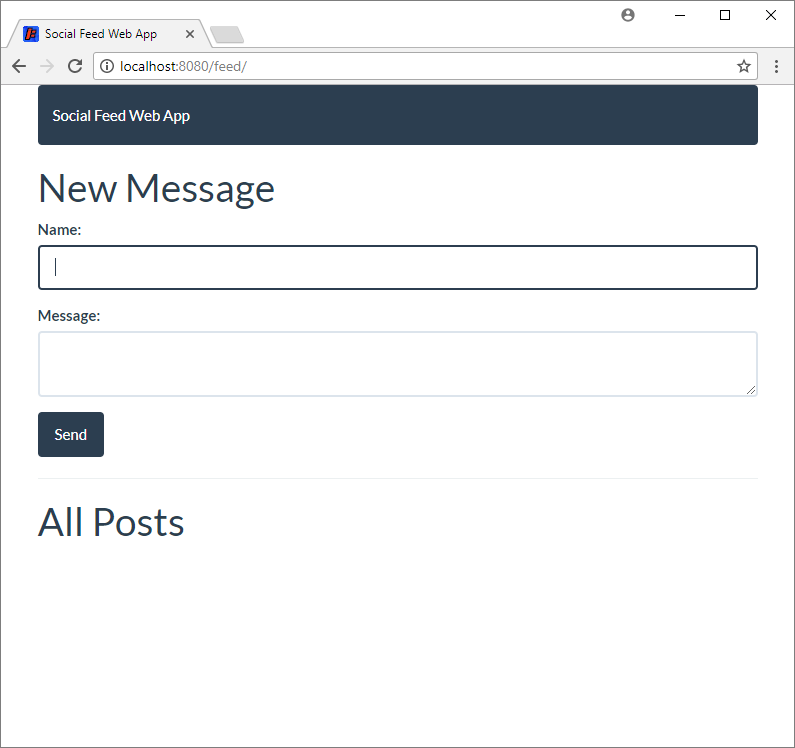 Social Feed Web App
localhost:8080/feed/
Social Feed Web App
New Message
Name:
Message:
Send
All Posts